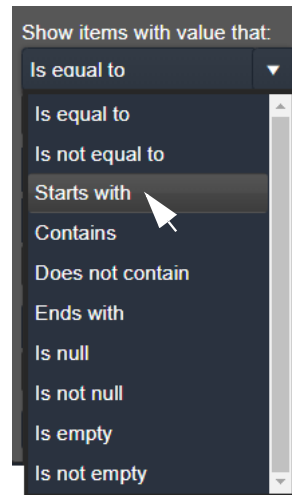 Show items with value that:
Is equal to
Is equal to
Is not equal to
Starts with
Contains
Does not contain
Ends with
Is null
Is not null
Is empty
Is not empty